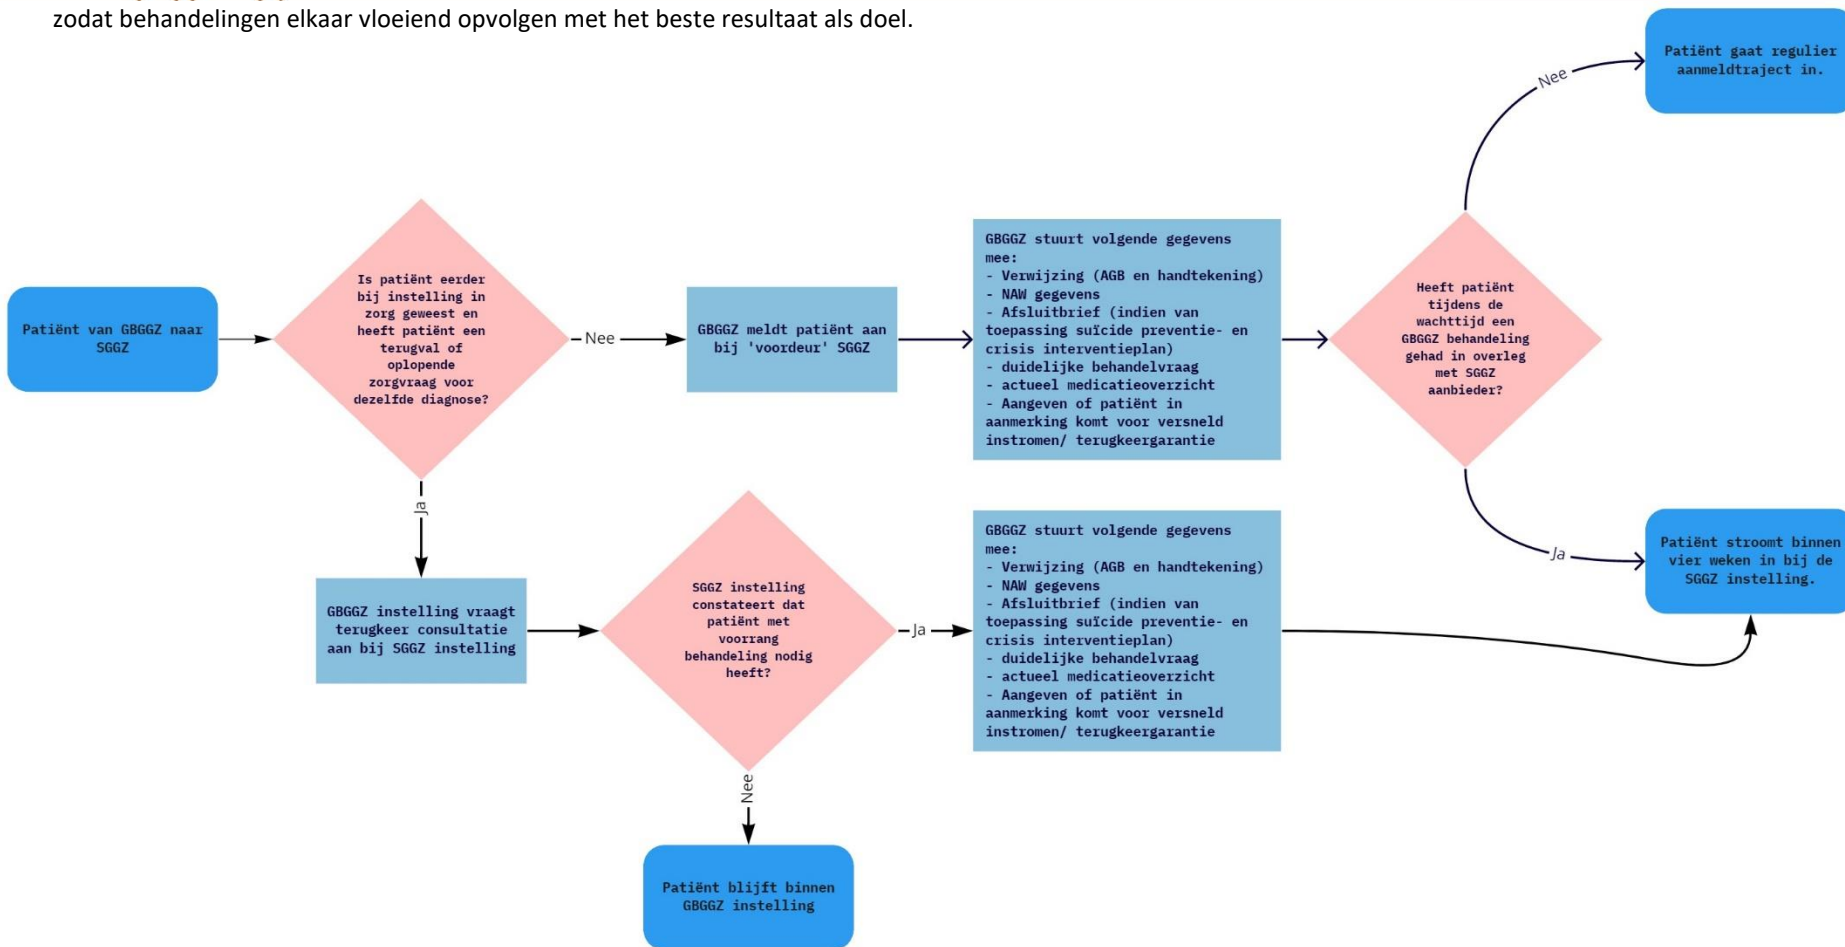 zodat behandelingen elkaar vloeiend opvolgen met het beste resultaat als doel.
Patiënt gaat regulier
aanmeldtraject in.
Nee
Patiënt van GBGGZ naar
SGGZ
Is patiënt eerder
bij instelling in
zorg geweest en
heeft patiënt een
terugval of
oplopende
zorgvraag voor
dezelfde diagnose?
Nee
GBGGZ meldt patiënt aan
bij 'voordeur' SGGZ
GBGGZ stuurt volgende gegevens
mee:
- Verwijzing (AGB en handtekening)
- NAW gegevens
- Afsluitbrief (indien van
toepassing suïcide preventie- en
crisis interventieplan)
- duidelijke behandelvraag
- actueel medicatieoverzicht
- Aangeven of patiënt in
aanmerking komt voor versneld
instromen/ terugkeergarantie
Heeft patiënt
tijdens de
wachttijd een
GBGGZ behandeling
gehad in overleg
met SGGZ
aanbieder?
Ja
Patiënt stroomt binnen
vier weken in bij de
SGGZ instelling.
Ja
GBGGZ instelling vraagt
terugkeer consultatie
aan bij SGGZ instelling
SGGZ instelling
constateert dat
patiënt met
voorrang
behandeling nodig
heeft?
Ja
GBGGZ stuurt volgende gegevens
mee:
- Verwijzing (AGB en handtekening)
- NAW gegevens
- Afsluitbrief (indien van
toepassing suïcide preventie- en
crisis interventieplan)
- duidelijke behandelvraag
- actueel medicatieoverzicht
- Aangeven of patiënt in
aanmerking komt voor versneld
instromen/ terugkeergarantie
Nee
Patiënt blijft binnen
GBGGZ instelling